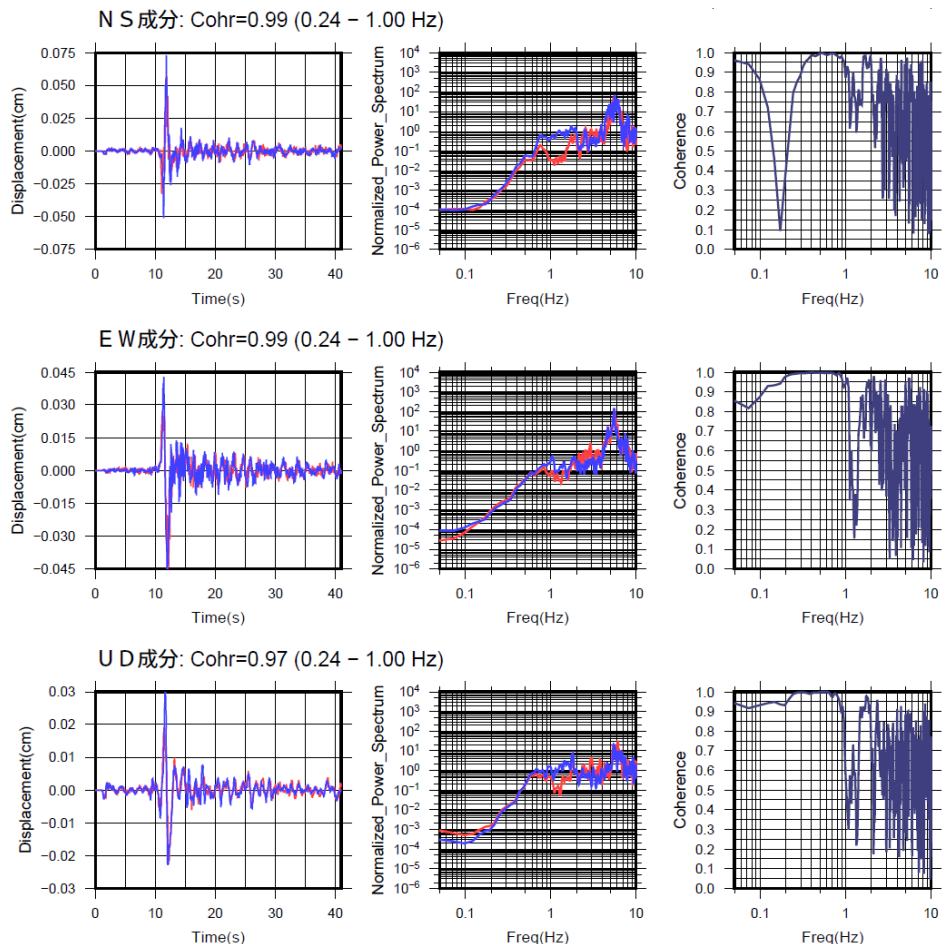 ＮＳ成分: Cohr=0.99 (0.24 − 1.00 Hz)
Displacement(cm)
0.075
0.050
0.025
0.000
−0.025
−0.050
−0.075
0 10 20 30 40
Time(s)
Normalized_Power_Spectrum
10⁴
10³
10²
10¹
10⁰
10⁻¹
10⁻²
10⁻³
10⁻⁴
10⁻⁵
10⁻⁶
0.1 1 10
Freq(Hz)
Coherence
1.0
0.9
0.8
0.7
0.6
0.5
0.4
0.3
0.2
0.1
0.0
0.1 1 10
Freq(Hz)
ＥＷ成分: Cohr=0.99 (0.24 − 1.00 Hz)
Displacement(cm)
0.045
0.030
0.015
0.000
−0.015
−0.030
−0.045
0 10 20 30 40
Time(s)
Normalized_Power_Spectrum
10⁴
10³
10²
10¹
10⁰
10⁻¹
10⁻²
10⁻³
10⁻⁴
10⁻⁵
10⁻⁶
0.1 1 10
Freq(Hz)
Coherence
1.0
0.9
0.8
0.7
0.6
0.5
0.4
0.3
0.2
0.1
0.0
0.1 1 10
Freq(Hz)
ＵＤ成分: Cohr=0.97 (0.24 − 1.00 Hz)
Displacement(cm)
0.03
0.02
0.01
0.00
−0.01
−0.02
−0.03
0 10 20 30 40
Time(s)
Normalized_Power_Spectrum
10⁴
10³
10²
10¹
10⁰
10⁻¹
10⁻²
10⁻³
10⁻⁴
10⁻⁵
10⁻⁶
0.1 1 10
Freq(Hz)
Coherence
1.0
0.9
0.8
0.7
0.6
0.5
0.4
0.3
0.2
0.1
0.0
0.1 1 10
Freq(Hz)